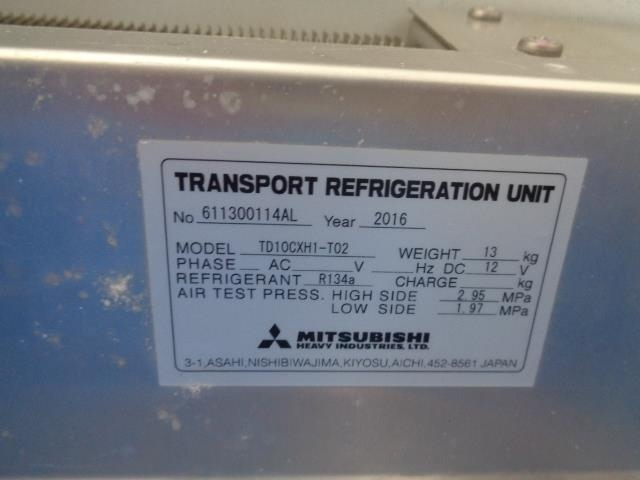 TRANSPORT REFRIGERATION UNIT
No 611300114AL Year 2016
MODEL TD10CXH1-T02 WEIGHT 13 kg
PHASE AC V Hz DC 12 V
REFRIGERANT R134a CHARGE kg
AIR TEST PRESS. HIGH SIDE 2.95 MPa
LOW SIDE 1.97 MPa
MITSUBISHI
HEAVY INDUSTRIES, LTD.
3-1, ASAHI, NISHIBIWAJIMA, KIYOSU, AICHI, 452-8561 JAPAN